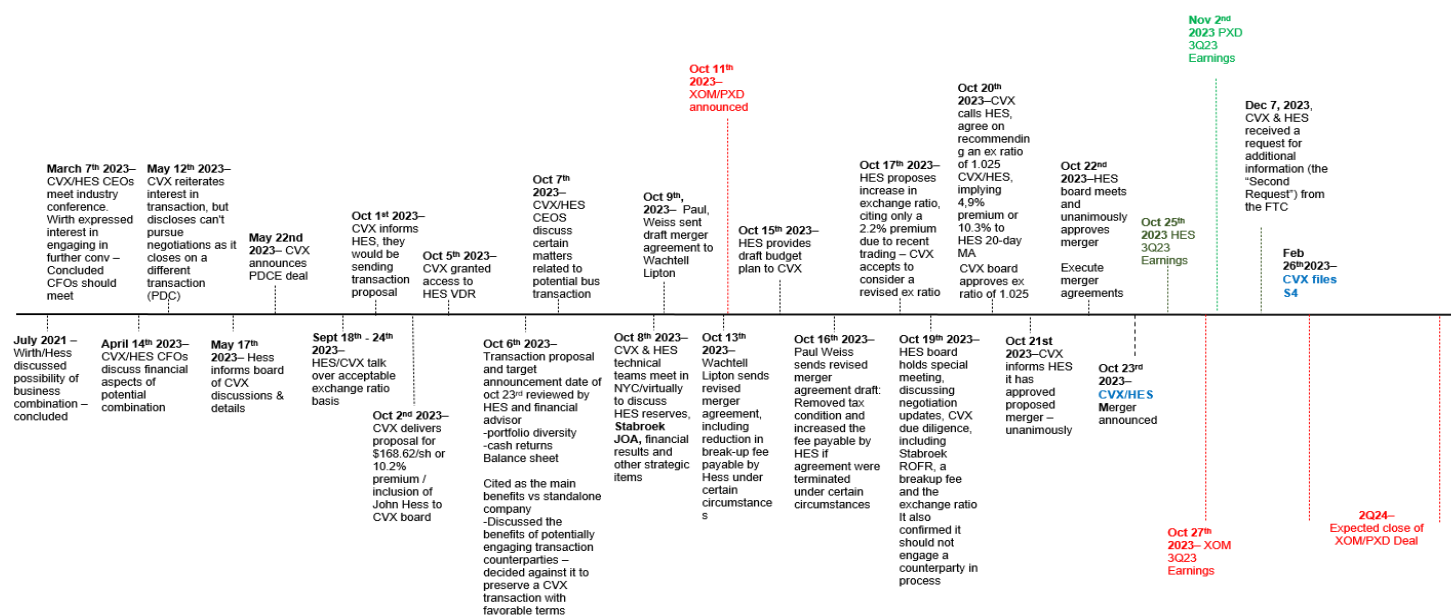 Nov 2nd
2023 PXD
3Q23
Earnings
Oct 11th
2023–
XOM/PXD
announced
March 7th 2023–
CVX/HES CEOs
meet industry
conference.
Wirth expressed
interest in
engaging in
further conv –
Concluded
CFOs should
meet
May 12th 2023–
CVX reiterates
interest in
transaction, but
discloses can't
pursue
negotiations as it
closes on a
different
transaction
(PDC)
May 22nd
2023– CVX
announces
PDCE deal
Oct 1st 2023–
CVX informs
HES, they
would be
sending
transaction
proposal
Oct 5th 2023–
CVX granted
access to
HES VDR
Oct 7th
2023–
CVX/HES
CEOS
discuss
certain
matters
related to
potential bus
transaction
Oct 9th,
2023– Paul,
Weiss sent
draft merger
agreement to
Wachtell
Lipton
Oct 15th 2023–
HES provides
draft budget
plan to CVX
Oct 17th 2023–
HES proposes
increase in
exchange ratio,
citing only a
2.2% premium
due to recent
trading – CVX
accepts to
consider a
revised ex ratio
Oct 20th
2023–CVX
calls HES,
agree on
recommendin
g an ex ratio
of 1.025
CVX/HES,
implying
4,9%
premium or
10.3% to
HES 20-day
MA
CVX board
approves ex
ratio of 1.025
Oct 22nd
2023–HES
board meets
and
unanimously
approves
merger
Execute
merger
agreements
Oct 25th
2023 HES
3Q23
Earnings
Dec 7, 2023,
CVX & HES
received a
request for
additional
information (the
“Second
Request”) from
the FTC
Feb
26th2023–
CVX files
S4
July 2021 –
Wirth/Hess
discussed
possibility of
business
combination –
concluded
April 14th 2023–
CVX/HES CFOs
discuss financial
aspects of
potential
combination
May 17th
2023– Hess
informs board
of CVX
discussions &
details
Sept 18th - 24th
2023–
HES/CVX talk
over acceptable
exchange ratio
basis
Oct 2nd 2023–
CVX delivers
proposal for
$168.62/sh or
10.2%
premium /
inclusion of
John Hess to
CVX board
Oct 6th 2023–
Transaction proposal
and target
announcement date of
oct 23rd reviewed by
HES and financial
advisor
-portfolio diversity
-cash returns
Balance sheet
Cited as the main
benefits vs standalone
company
-Discussed the
benefits of potentially
engaging transaction
counterparties –
decided against it to
preserve a CVX
transaction with
favorable terms
Oct 8th 2023–
CVX & HES
technical
teams meet in
NYC/virtually
to discuss
HES reserves,
Stabroek
JOA, financial
results and
other strategic
items
Oct 13th
2023–
Wachtell
Lipton sends
revised
merger
agreement,
including
reduction in
break-up fee
payable by
Hess under
certain
circumstance
s
Oct 16th 2023–
Paul Weiss
sends revised
merger
agreement draft:
Removed tax
condition and
increased the
fee payable by
HES if
agreement were
terminated
under certain
circumstances
Oct 19th 2023–
HES board
holds special
meeting,
discussing
negotiation
updates, CVX
due diligence,
including
Stabroek
ROFR, a
breakup fee
and the
exchange ratio
It also
confirmed it
should not
engage a
counterparty in
process
Oct 21st
2023–CVX
informs HES
it has
approved
proposed
merger –
unanimously
Oct 23rd
2023–
CVX/HES
Merger
announced
Oct 27th
2023– XOM
3Q23
Earnings
2Q24–
Expected close of
XOM/PXD Deal